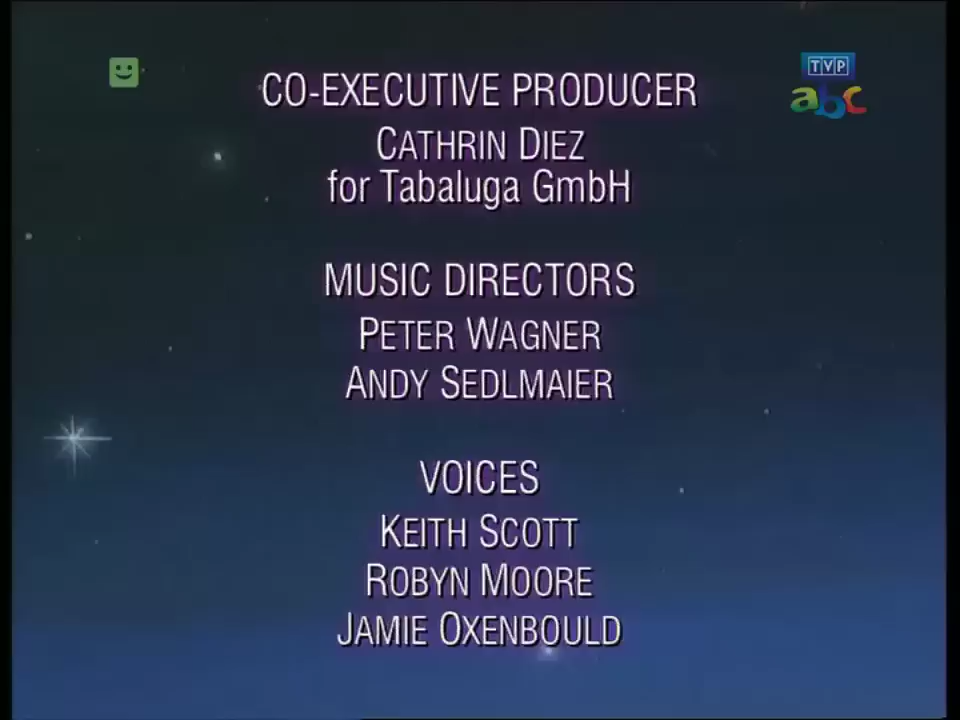 TVP
abc
CO-EXECUTIVE PRODUCER
CATHRIN DIEZ
for Tabaluga GmbH
MUSIC DIRECTORS
PETER WAGNER
ANDY SEDLMAIER
VOICES
KEITH SCOTT
ROBYN MOORE
JAMIE OXENBOULD